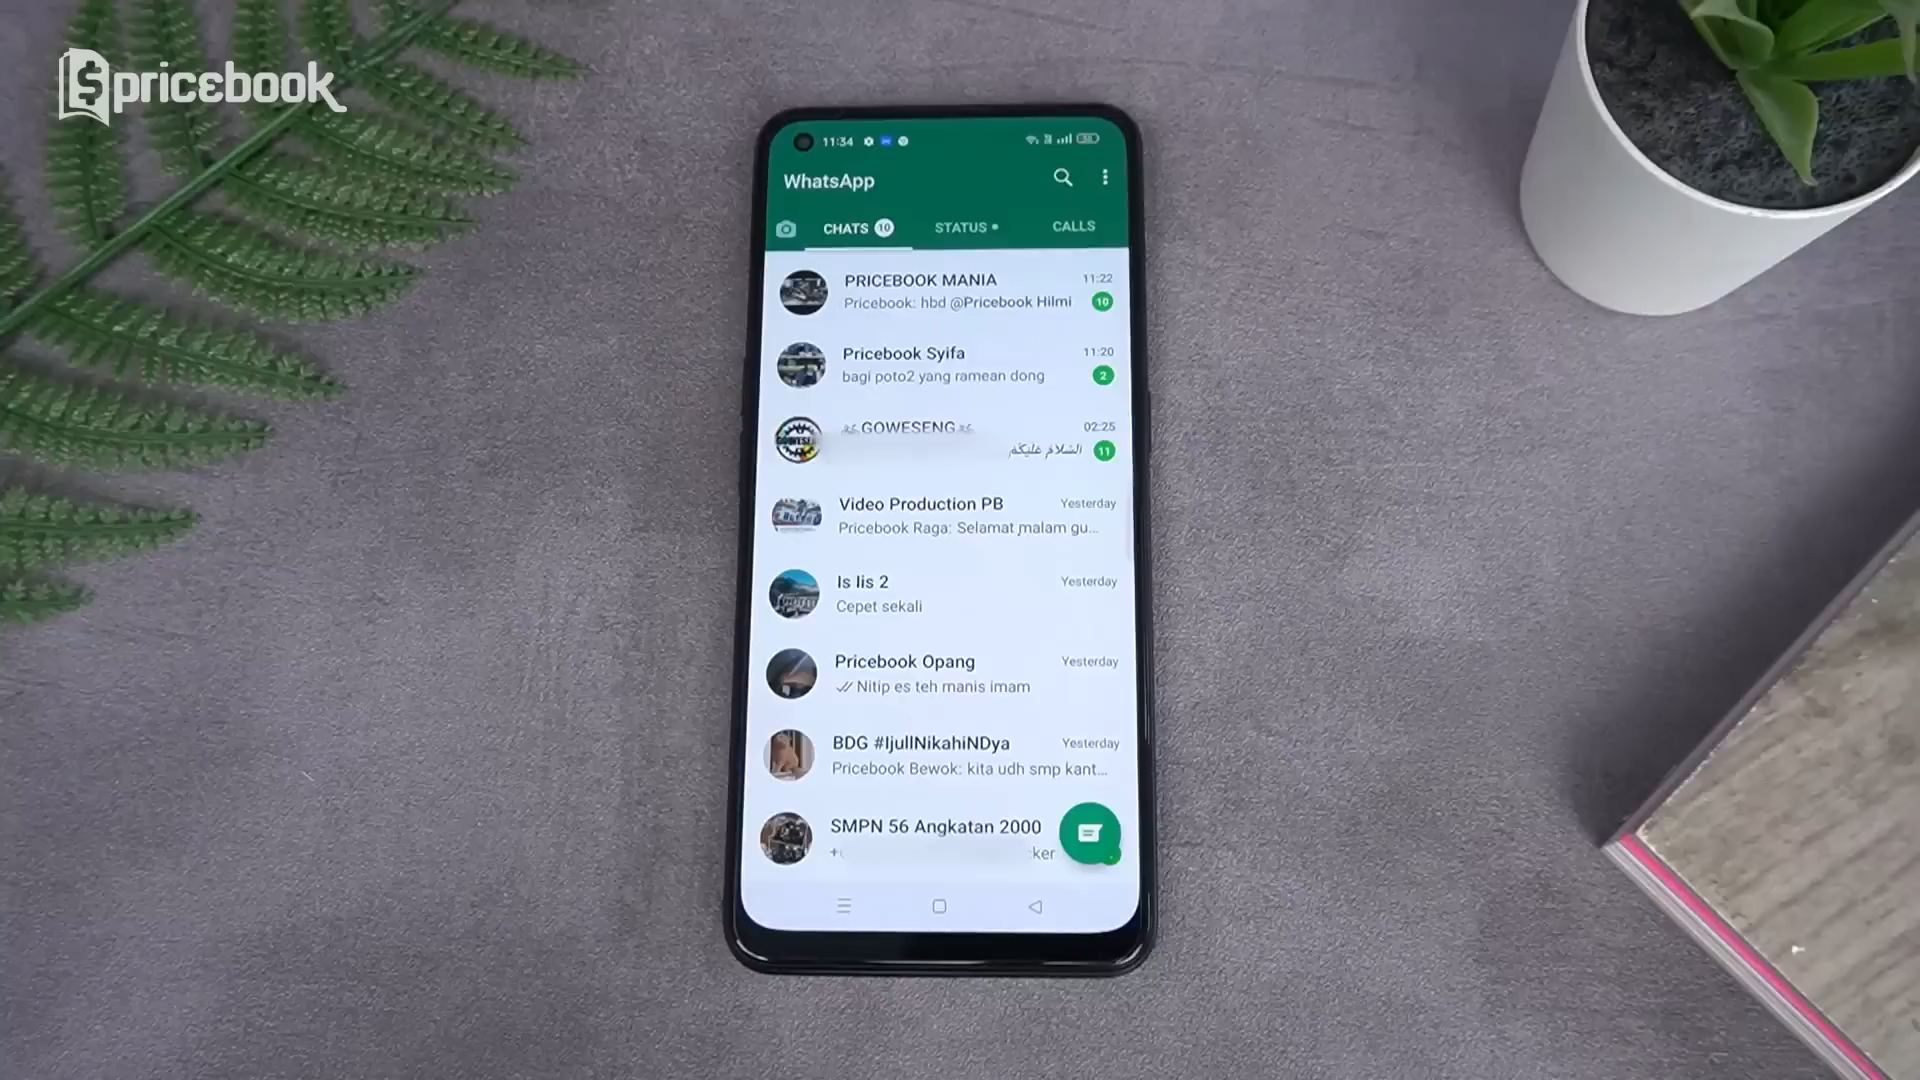 pricebook
11:34
WhatsApp
CHATS 10
STATUS
CALLS
PRICEBOOK MANIA 11:22
Pricebook: hbd @Pricebook Hilmi 10
Pricebook Syifa 11:20
bagi poto2 yang ramean dong 2
GOWESENG 02:25
السلام عليكم 11
Video Production PB Yesterday
Pricebook Raga: Selamat malam gu...
Is Iis 2 Yesterday
Cepet sekali
Pricebook Opang Yesterday
Nitip es teh manis imam
BDG #IjullNikahiNDya Yesterday
Pricebook Bewok: kita udh smp kant...
SMPN 56 Angkatan 2000